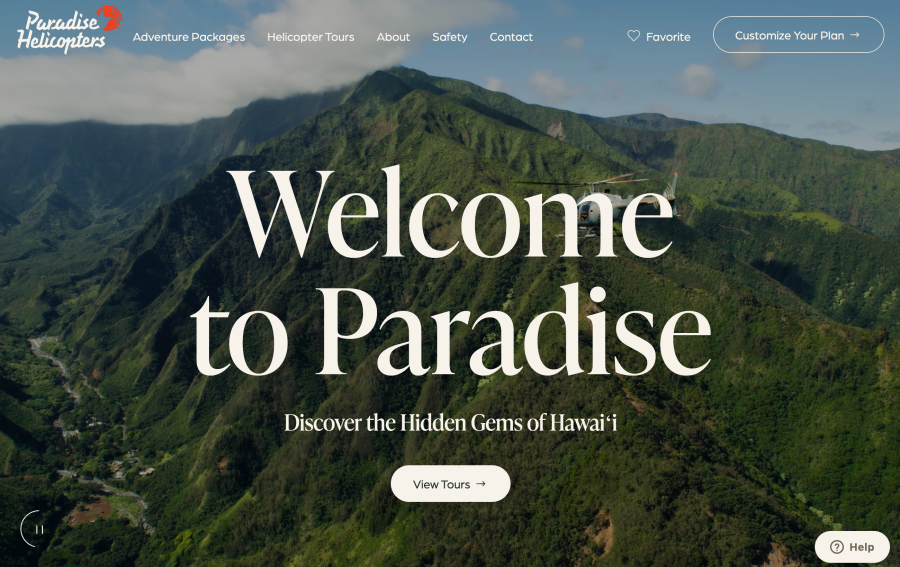 Paradise
Helicopters
Adventure Packages
Helicopter Tours
About
Safety
Contact
Favorite
Customize Your Plan →
Welcome
to Paradise
Discover the Hidden Gems of Hawaiʻi
View Tours →
Help